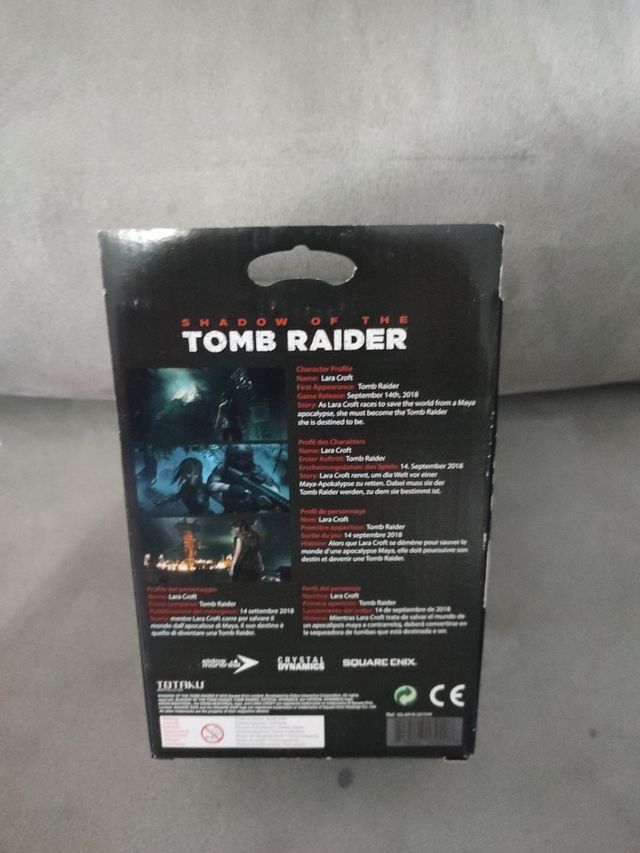 SHADOW OF THE
TOMB RAIDER
Character Profile
Name: Lara Croft
First Appearance: Tomb Raider
Game Release: September 14th, 2018
Story: As Lara Croft races to save the world from a Maya
apocalypse, she must become the Tomb Raider
she is destined to be.
Profil des Charakters
Name: Lara Croft
Erster Auftritt: Tomb Raider
Erscheinungsdatum des Spiels: 14. September 2018
Story: Lara Croft rennt, um die Welt vor einer
Maya-Apokalypse zu retten. Dabei muss sie der
Tomb Raider werden, zu dem sie bestimmt ist.
Profil de personnage
Nom: Lara Croft
Première apparition: Tomb Raider
Sortie du jeu: 14 septembre 2018
Histoire: Alors que Lara Croft se démène pour sauver le
monde d'une apocalypse Maya, elle doit poursuivre son
destin et devenir une Tomb Raider.
Profilo del personaggio
Nome: Lara Croft
Prima comparsa: Tomb Raider
Pubblicazione del videogioco: 14 settembre 2018
Storia: mentre Lara Croft corre per salvare il
mondo dall'apocalisse di Maya, il suo destino è
quello di diventare una Tomb Raider.
Perfil del personaje
Nombre: Lara Croft
Primera aparición: Tomb Raider
Lanzamiento del juego: 14 de septiembre de 2018
Historia: Mientras Lara Croft trata de salvar el mundo de
un apocalipsis maya a contrarreloj, deberá convertirse en
la saqueadora de tumbas que está destinada a ser.
eidos montréal
CRYSTAL DYNAMICS
SQUARE ENIX
TOTAKU
CE